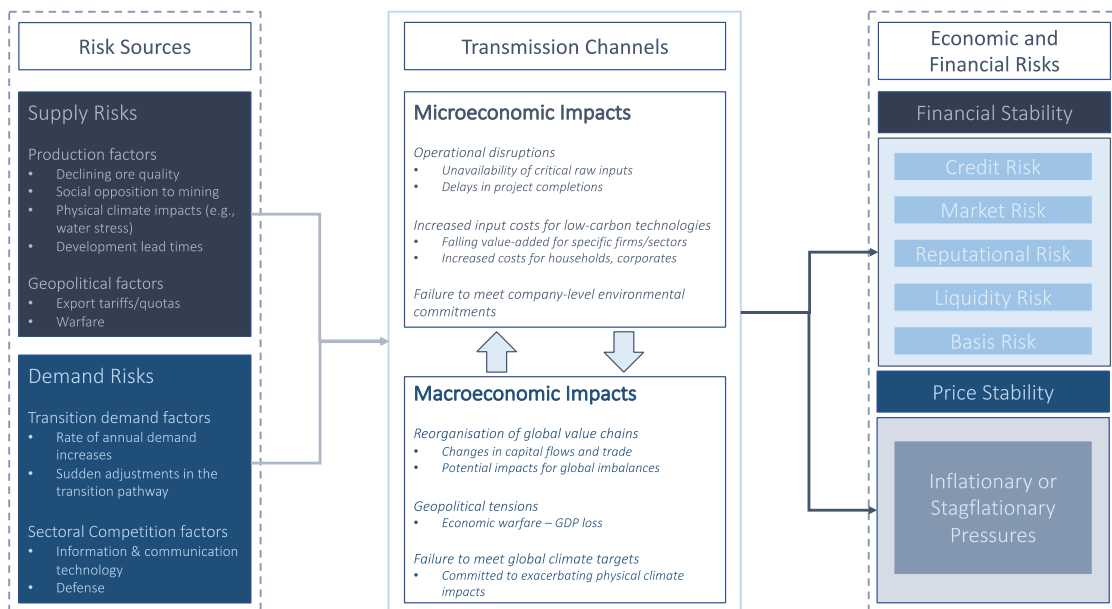 Risk Sources
Supply Risks
Production factors
• Declining ore quality
• Social opposition to mining
• Physical climate impacts (e.g.,
water stress)
• Development lead times
Geopolitical factors
• Export tariffs/quotas
• Warfare
Demand Risks
Transition demand factors
• Rate of annual demand
increases
• Sudden adjustments in the
transition pathway
Sectoral Competition factors
• Information & communication
technology
• Defense
Transmission Channels
Microeconomic Impacts
Operational disruptions
• Unavailability of critical raw inputs
• Delays in project completions
Increased input costs for low-carbon technologies
• Falling value-added for specific firms/sectors
• Increased costs for households, corporates
Failure to meet company-level environmental
commitments
Macroeconomic Impacts
Reorganisation of global value chains
• Changes in capital flows and trade
• Potential impacts for global imbalances
Geopolitical tensions
• Economic warfare – GDP loss
Failure to meet global climate targets
• Committed to exacerbating physical climate
impacts
Economic and
Financial Risks
Financial Stability
Credit Risk
Market Risk
Reputational Risk
Liquidity Risk
Basis Risk
Price Stability
Inflationary or
Stagflationary
Pressures